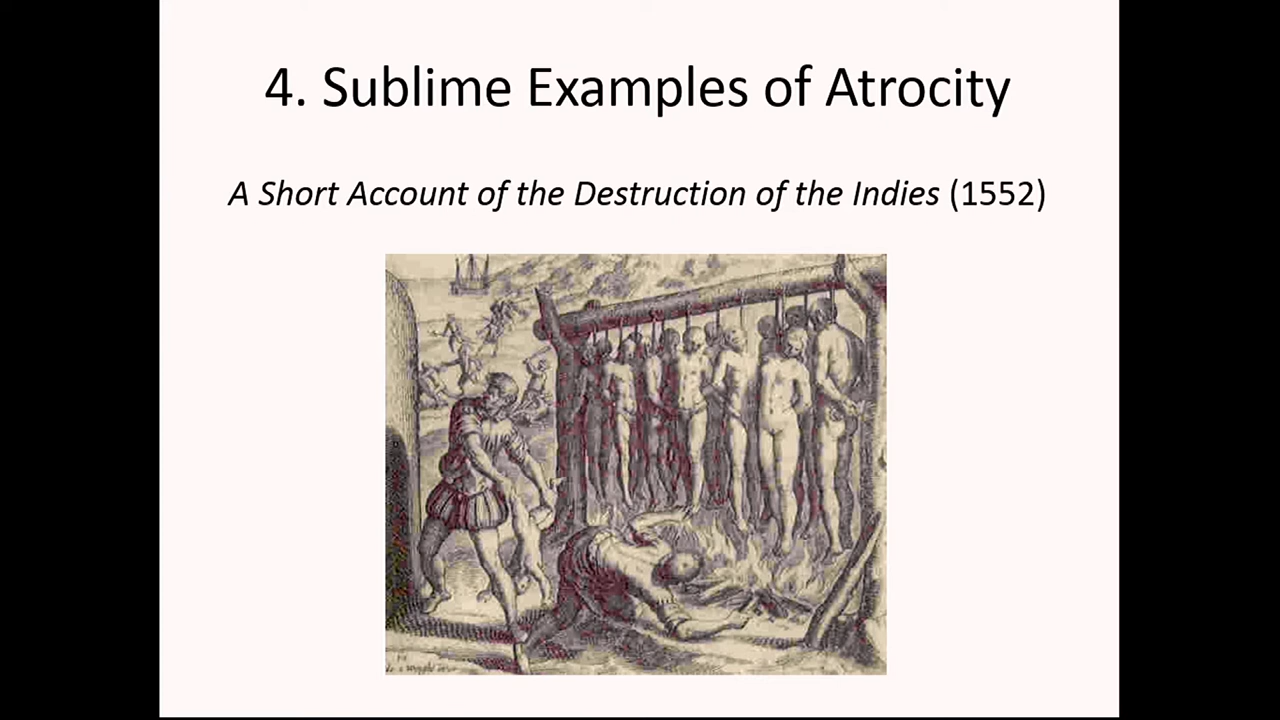 4. Sublime Examples of Atrocity
A Short Account of the Destruction of the Indies (1552)